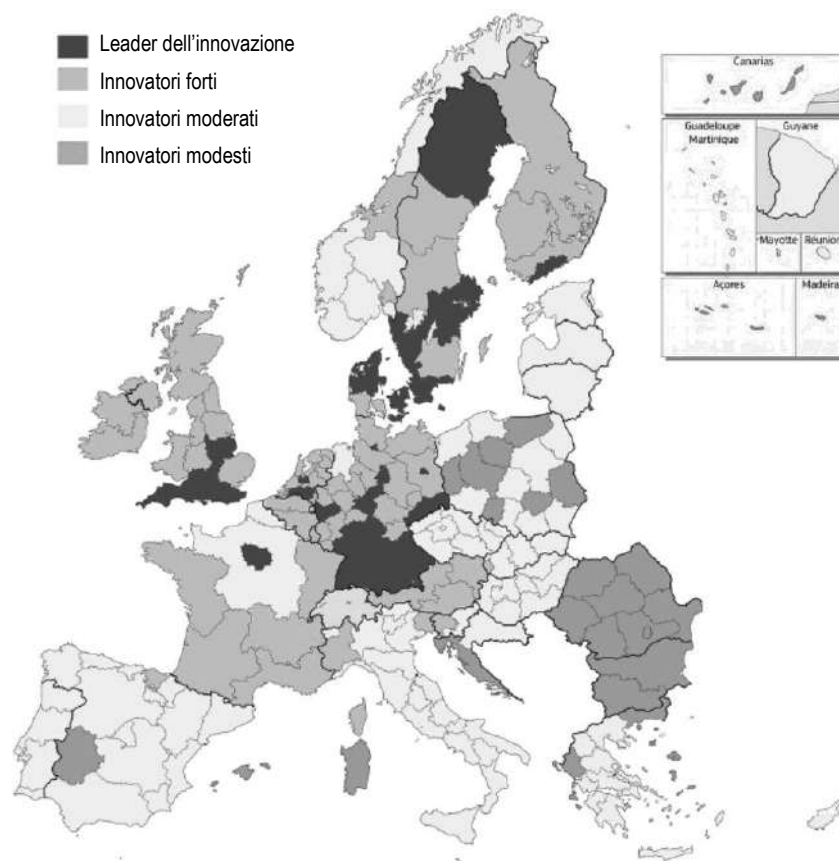 Leader dell'innovazione
Innovatori forti
Innovatori moderati
Innovatori modesti
Canarias
Guadeloupe
Martinique
Guyane
Mayotte
Réunion
Açores
Madeira